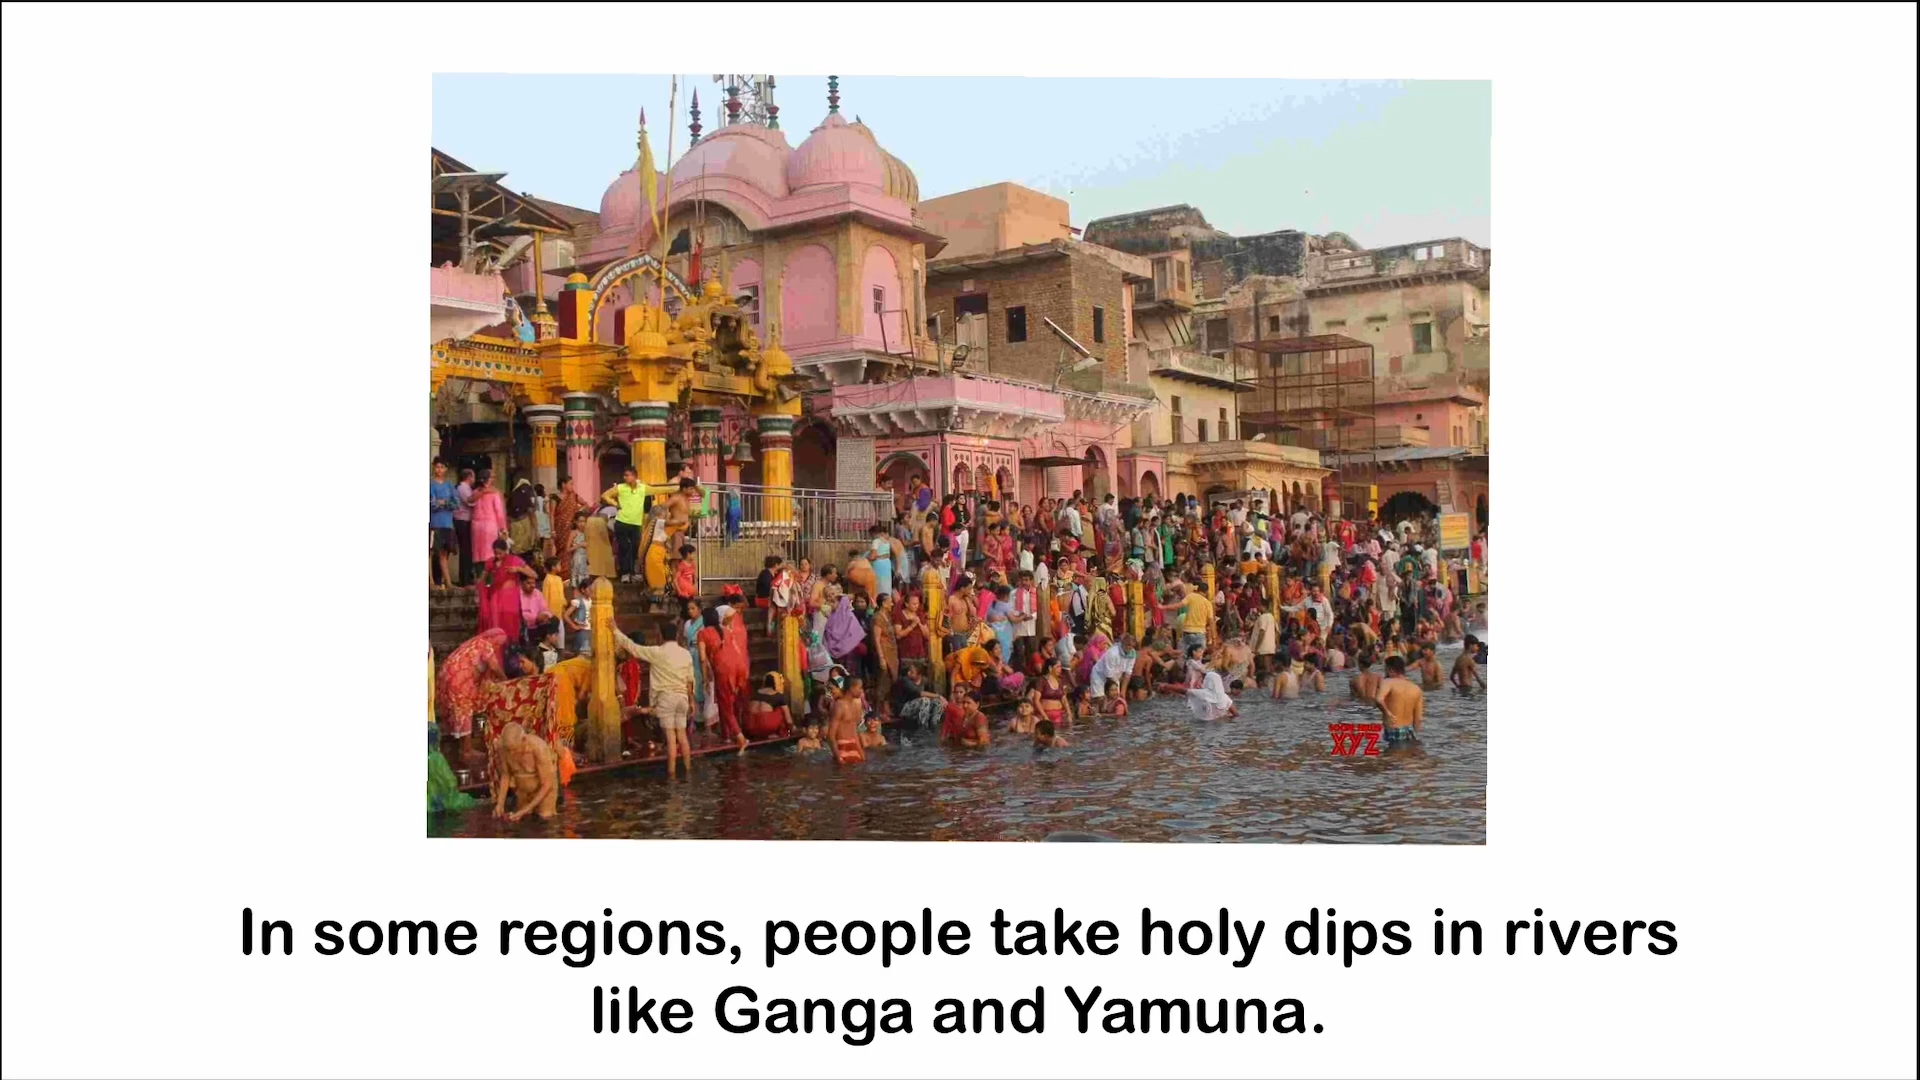 XYZ
In some regions, people take holy dips in rivers
like Ganga and Yamuna.